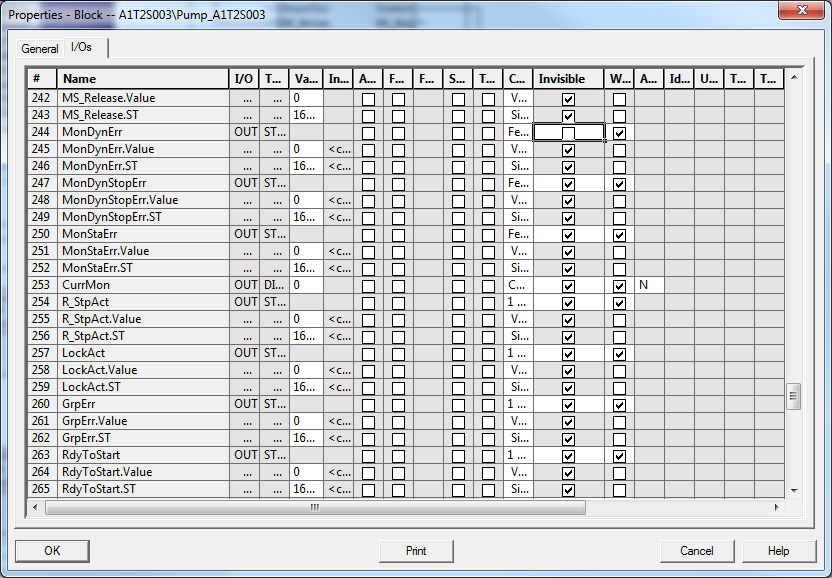 Properties - Block -- A1T2S003\Pump_A1T2S003
General I/Os
# Name I/O T... Va... In... A... F... F... S... T... C... Invisible W... A... Id... U... T... T...
242 MS_Release.Value ... ... 0 V...
243 MS_Release.ST ... ... 16... Si...
244 MonDynErr OUT ST... Fe...
245 MonDynErr.Value ... ... 0 <c... V...
246 MonDynErr.ST ... ... 16... <c... Si...
247 MonDynStopErr OUT ST... Fe...
248 MonDynStopErr.Value ... ... 0 <c... V...
249 MonDynStopErr.ST ... ... 16... <c... Si...
250 MonStaErr OUT ST... Fe...
251 MonStaErr.Value ... ... 0 <c... V...
252 MonStaErr.ST ... ... 16... <c... Si...
253 CurrMon OUT DI... 0 C... N
254 R_StpAct OUT ST... 1 ...
255 R_StpAct.Value ... ... 0 <c... V...
256 R_StpAct.ST ... ... 16... <c... Si...
257 LockAct OUT ST... 1 ...
258 LockAct.Value ... ... 0 <c... V...
259 LockAct.ST ... ... 16... <c... Si...
260 GrpErr OUT ST... 1 ...
261 GrpErr.Value ... ... 0 <c... V...
262 GrpErr.ST ... ... 16... <c... Si...
263 RdyToStart OUT ST... 1 ...
264 RdyToStart.Value ... ... 0 <c... V...
265 RdyToStart.ST ... ... 16... <c... Si...
OK Print Cancel Help